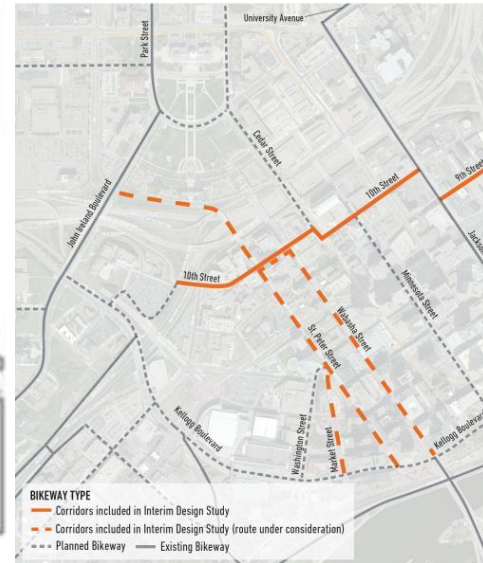 University Avenue
Park Street
Cedar Street
John Ireland Boulevard
10th Street
9th Street
10th Street
Jackso
Minnesota Street
Wabasha Street
St. Peter Street
Kellogg Boulevard
Washington Street
Market Street
Kellogg Boulevard
BIKEWAY TYPE
Corridors included in Interim Design Study
Corridors included in Interim Design Study (route under consideration)
Planned Bikeway
Existing Bikeway